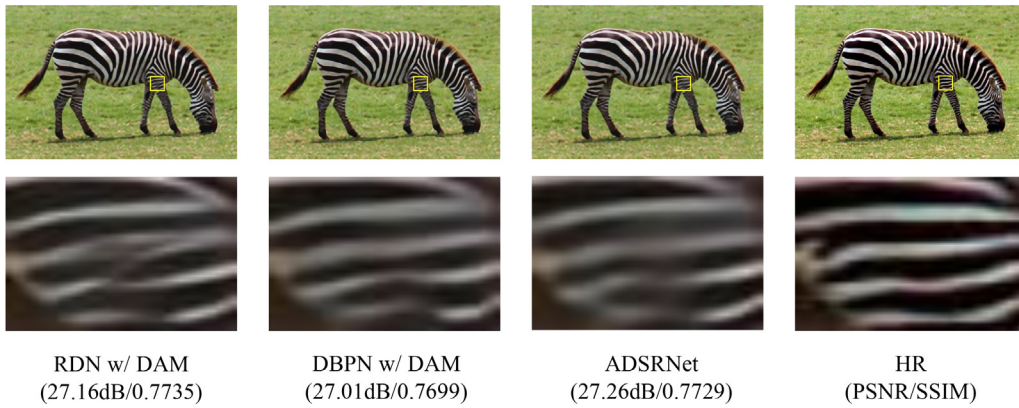 RDN w/ DAM
(27.16dB/0.7735)
DBPN w/ DAM
(27.01dB/0.7699)
ADSRNet
(27.26dB/0.7729)
HR
(PSNR/SSIM)